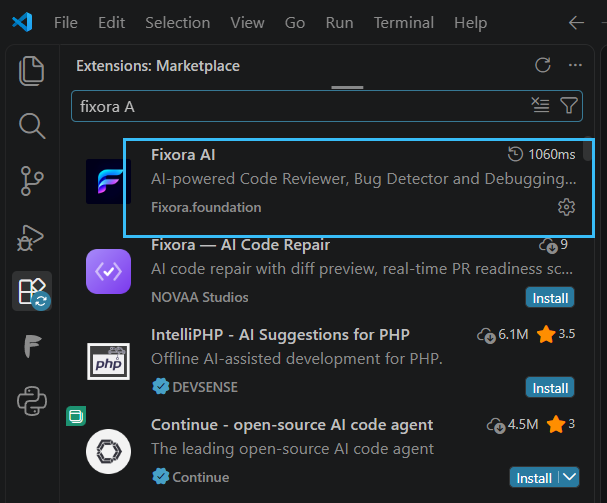 File Edit Selection View Go Run Terminal Help
Extensions: Marketplace
fixora A
Fixora AI 1060ms
AI-powered Code Reviewer, Bug Detector and Debugging...
Fixora.foundation
Fixora — AI Code Repair 9
AI code repair with diff preview, real-time PR readiness sc...
NOVAA Studios Install
IntelliPHP - AI Suggestions for PHP 6.1M 3.5
Offline AI-assisted development for PHP.
php
DEVSENSE Install
Continue - open-source AI code agent 4.5M 3
The leading open-source AI code agent
Continue Install